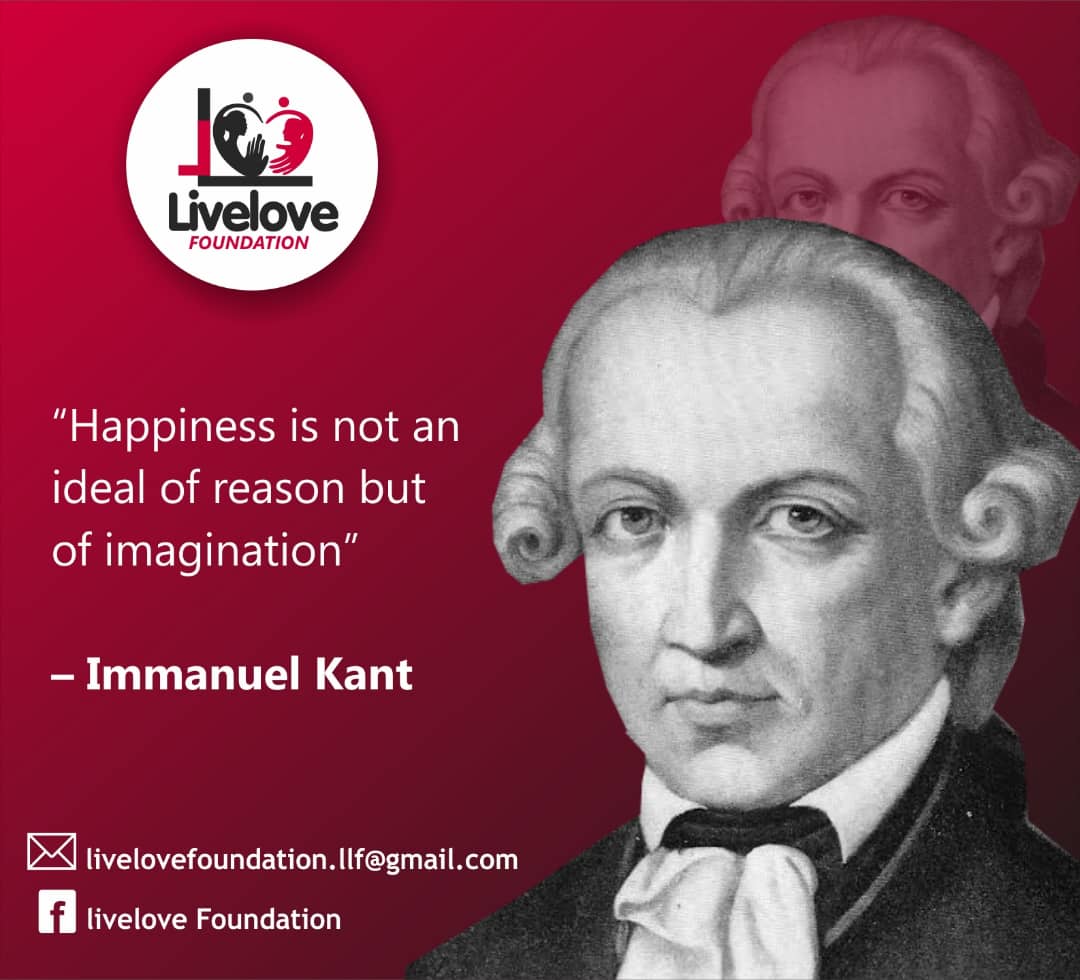 Livelove
FOUNDATION
“Happiness is not an
ideal of reason but
of imagination”
– Immanuel Kant
livelovefoundation.llf@gmail.com
f livelove Foundation